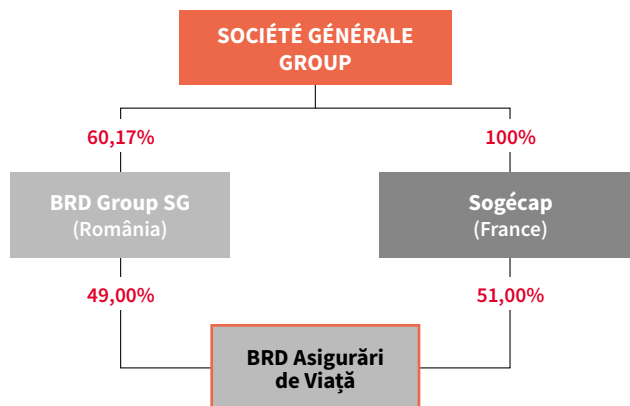 SOCIÉTÉ GÉNÉRALE
GROUP
60,17%
100%
BRD Group SG
(România)
Sogécap
(France)
49,00%
51,00%
BRD Asigurări
de Viață